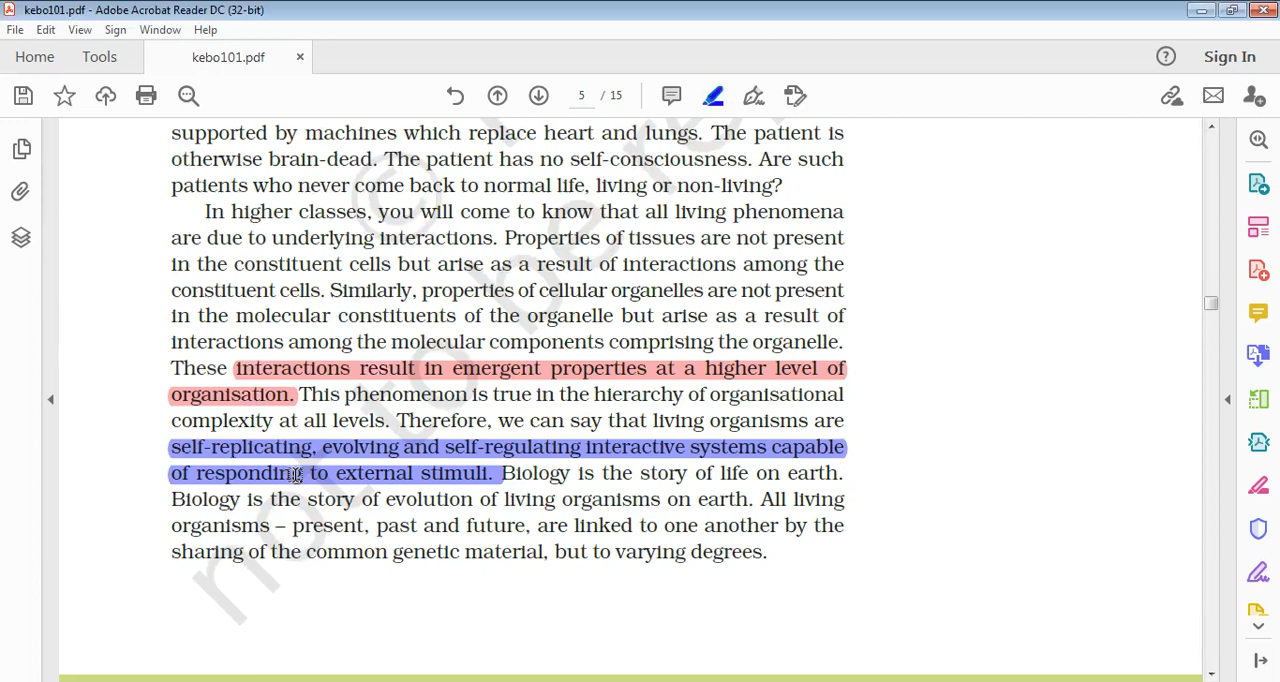 kebo101.pdf - Adobe Acrobat Reader DC (32-bit)
File Edit View Sign Window Help
Home Tools kebo101.pdf × ? Sign In
5 / 15
supported by machines which replace heart and lungs. The patient is
otherwise brain-dead. The patient has no self-consciousness. Are such
patients who never come back to normal life, living or non-living?
In higher classes, you will come to know that all living phenomena
are due to underlying interactions. Properties of tissues are not present
in the constituent cells but arise as a result of interactions among the
constituent cells. Similarly, properties of cellular organelles are not present
in the molecular constituents of the organelle but arise as a result of
interactions among the molecular components comprising the organelle.
These interactions result in emergent properties at a higher level of
organisation. This phenomenon is true in the hierarchy of organisational
complexity at all levels. Therefore, we can say that living organisms are
self-replicating, evolving and self-regulating interactive systems capable
of responding to external stimuli. Biology is the story of life on earth.
Biology is the story of evolution of living organisms on earth. All living
organisms – present, past and future, are linked to one another by the
sharing of the common genetic material, but to varying degrees.
©
not to be re